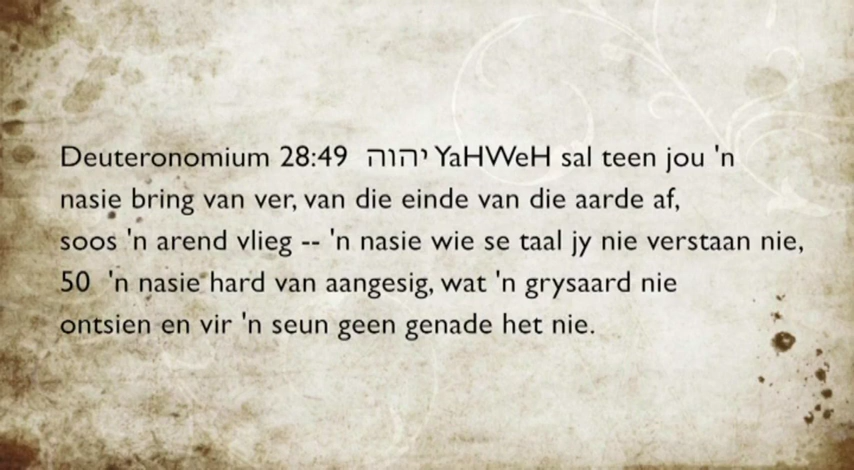 Deuteronomium 28:49 יהוה YaHWeH sal teen jou 'n
nasie bring van ver, van die einde van die aarde af,
soos 'n arend vlieg -- 'n nasie wie se taal jy nie verstaan nie,
50 'n nasie hard van aangesig, wat 'n grysaard nie
ontsien en vir 'n seun geen genade het nie.